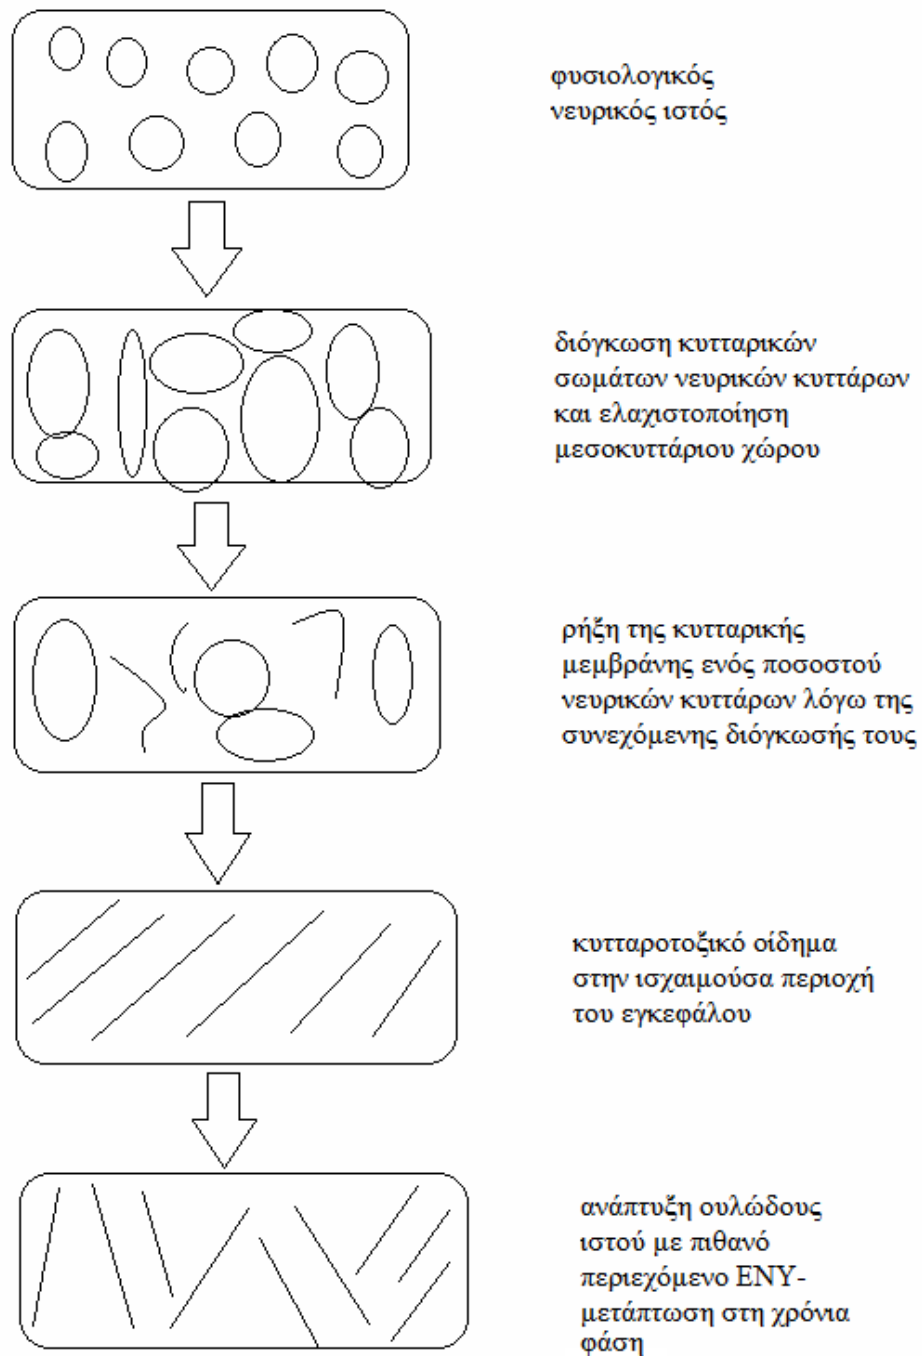 φυσιολογικός
νευρικός ιστός
διόγκωση κυτταρικών
σωμάτων νευρικών κυττάρων
και ελαχιστοποίηση
μεσοκυττάριου χώρου
ρήξη της κυτταρικής
μεμβράνης ενός ποσοστού
νευρικών κυττάρων λόγω της
συνεχόμενης διόγκωσής τους
κυτταροτοξικό οίδημα
στην ισχαιμούσα περιοχή
του εγκεφάλου
ανάπτυξη ουλώδους
ιστού με πιθανό
περιεχόμενο ΕΝΥ-
μετάπτωση στη χρόνια
φάση